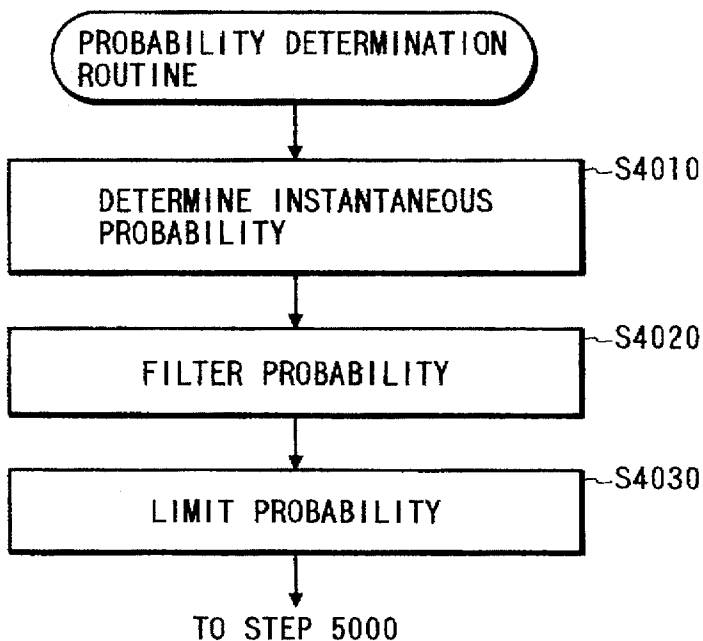 PROBABILITY DETERMINATION
ROUTINE
S4010
DETERMINE INSTANTANEOUS
PROBABILITY
S4020
FILTER PROBABILITY
S4030
LIMIT PROBABILITY
TO STEP 5000